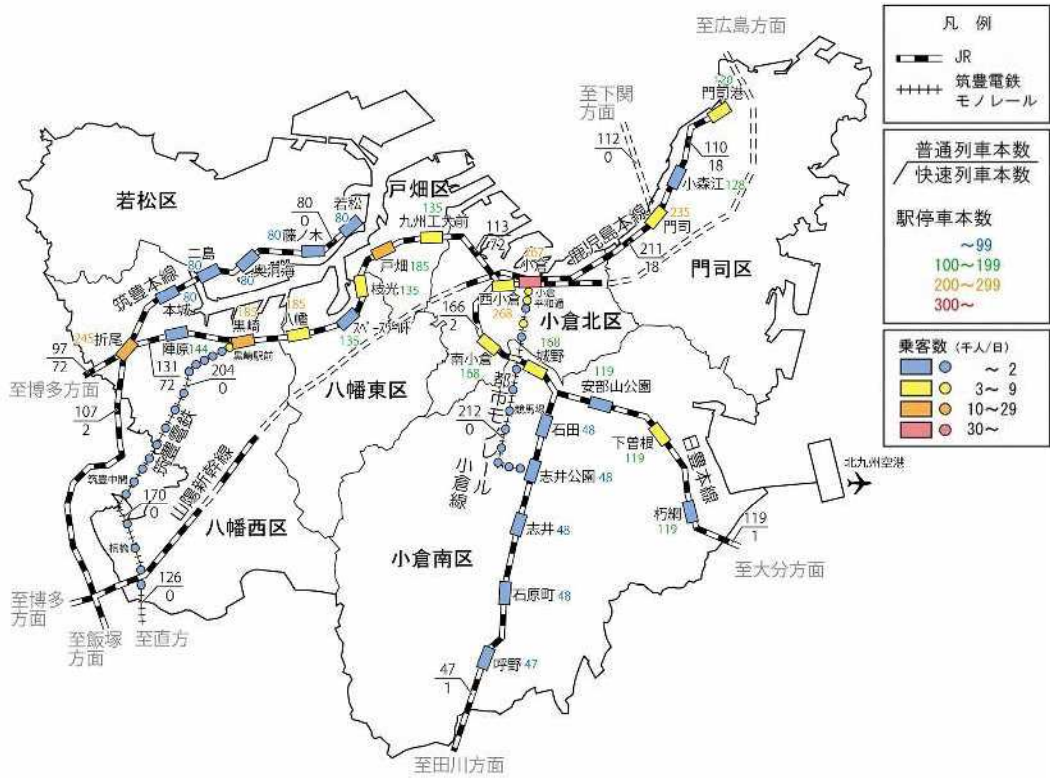 至広島方面
至下関
方面
112
0
120
門司港
110
18
小森江
128
235
門司
211
18
鹿児島本線
門司区
若松区
戸畑区
135
九州工大前
若松
80
80
0
80
藤ノ木
二島
80
奥洞海
80
筑豊本線
本城
80
戸畑
185
枝光
135
113
72
267
小倉
小倉
平和通
西小倉
268
小倉北区
166
2
南小倉
168
168
城野
245
折尾
陣原
144
黒崎
185
黒崎駅前
八幡
185
スペースワールド
135
97
72
至博多方面
131
72
107
2
204
0
八幡東区
筑豊電鉄
筑豊中間
山陽新幹線
170
0
八幡西区
126
0
至博多
方面
至飯塚
方面
至直方
都市モ
ノレール
小倉線
競馬場
212
0
119
安部山公園
石田
48
下曽根
119
日豊本線
志井公園
48
朽網
119
119
1
至大分方面
北九州空港
志井
48
小倉南区
石原町
48
呼野
47
47
1
至田川方面
凡 例
JR
筑豊電鉄
モノレール
普通列車本数
快速列車本数
駅停車本数
～99
100～199
200～299
300～
乗客数 (千人/日)
～ 2
3～ 9
10～29
30～